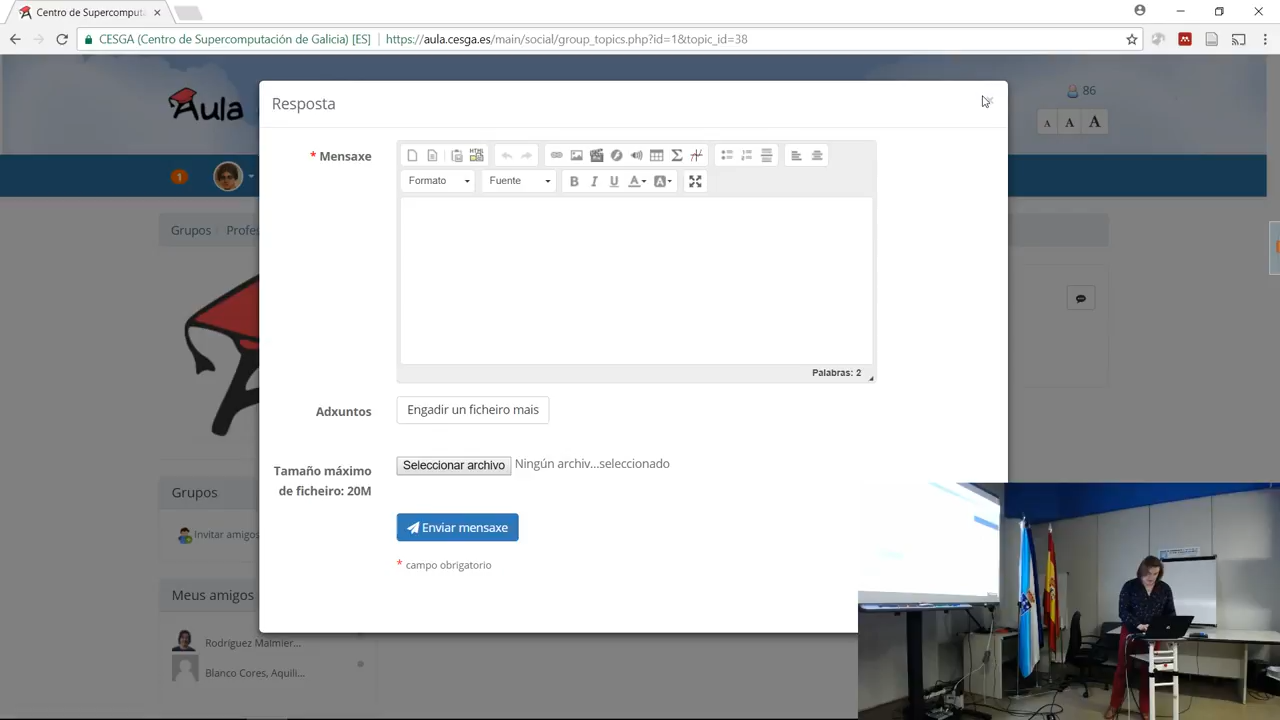 Centro de Supercomputa
CESGA (Centro de Supercomputación de Galicia) [ES]
https://aula.cesga.es/main/social/group_topics.php?id=1&topic_id=38
Aula
86
A A A
1
Grupos
Profes
Resposta
* Mensaxe
HTML
Formato
Fuente
B I U A A
Palabras: 2
Adxuntos
Engadir un ficheiro mais
Tamaño máximo
de ficheiro: 20M
Seleccionar archivo
Ningún archiv...seleccionado
Enviar mensaxe
* campo obrigatorio
Grupos
Invitar amigos
Meus amigos
Rodríguez Malmier...
Blanco Cores, Aquili...